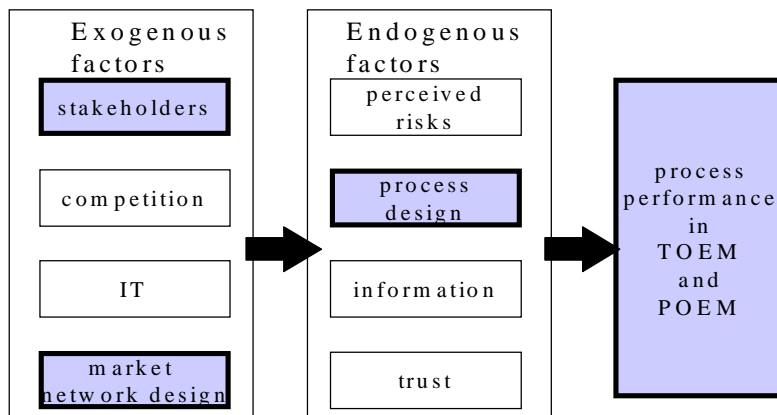 Exogenous
factors
stakeholders
competition
IT
market
network design
Endogenous
factors
perceived
risks
process
design
information
trust
process
performance
in
TOEM
and
POEM